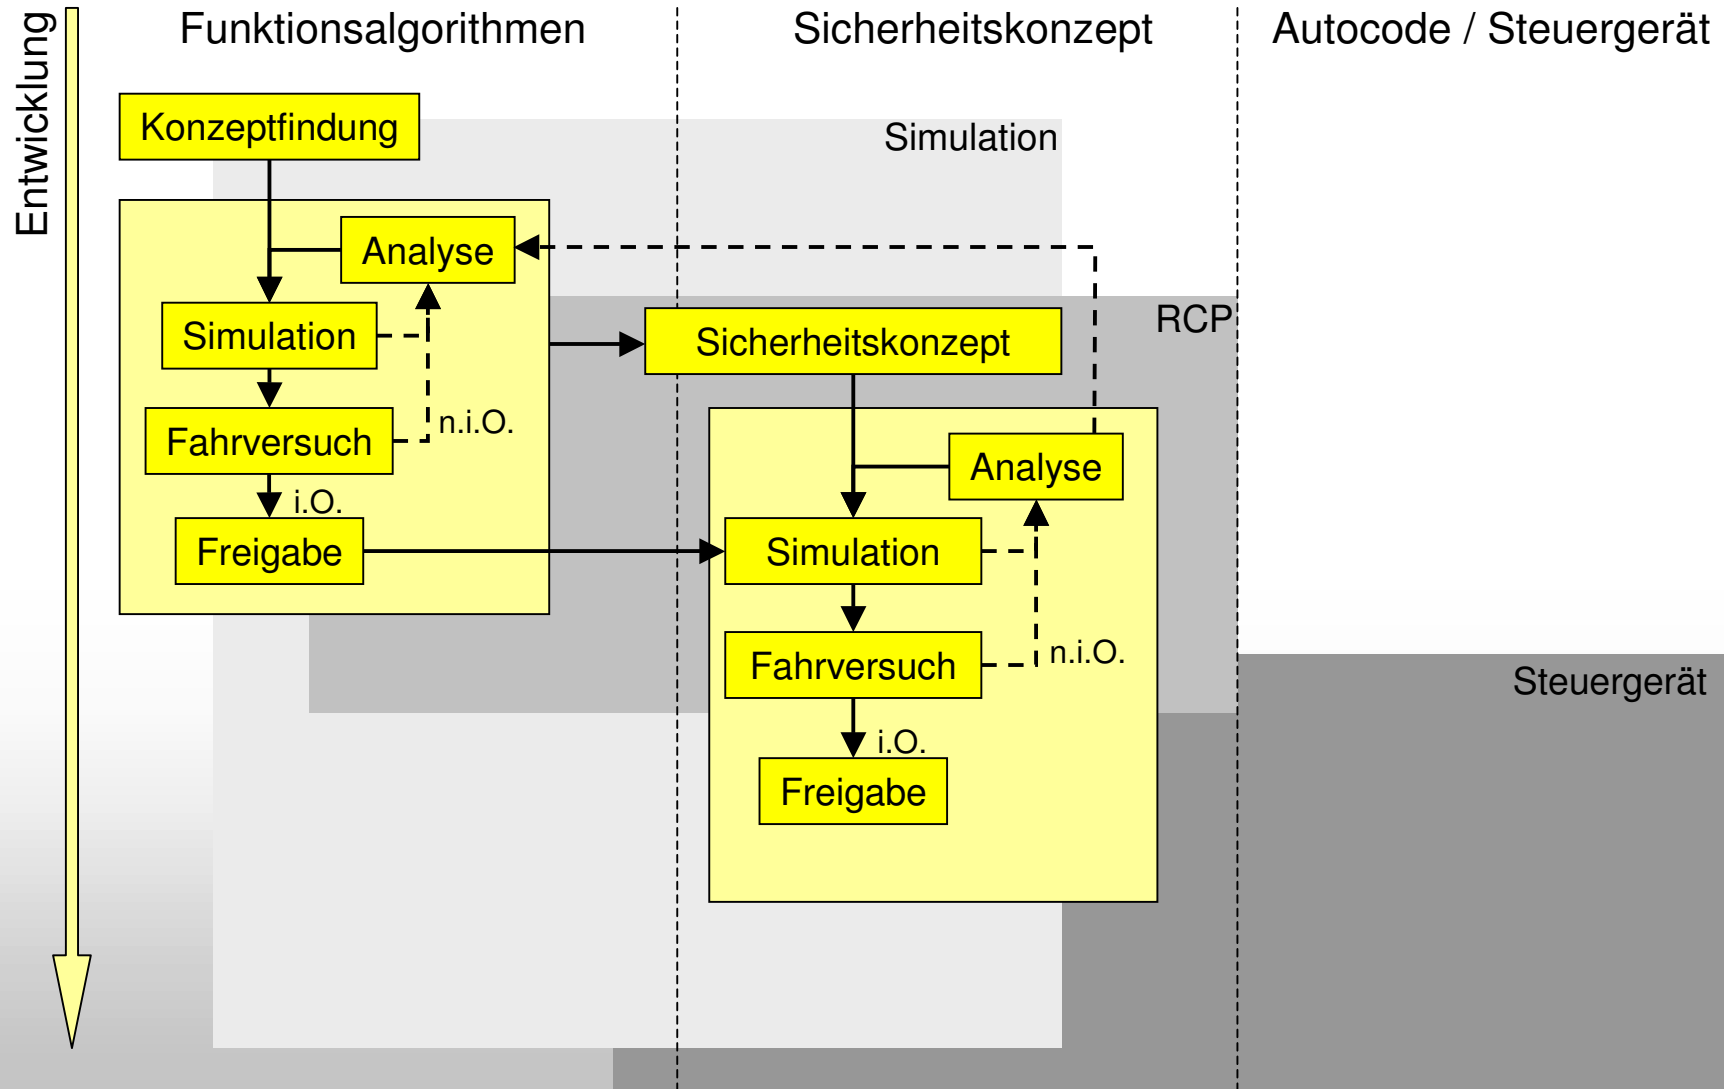 Entwicklung
Funktionsalgorithmen
Sicherheitskonzept
Autocode / Steuergerät
Konzeptfindung
Simulation
Analyse
Simulation
RCP
Sicherheitskonzept
Fahrversuch
n.i.O.
Analyse
i.O.
Freigabe
Simulation
Fahrversuch
n.i.O.
Steuergerät
i.O.
Freigabe